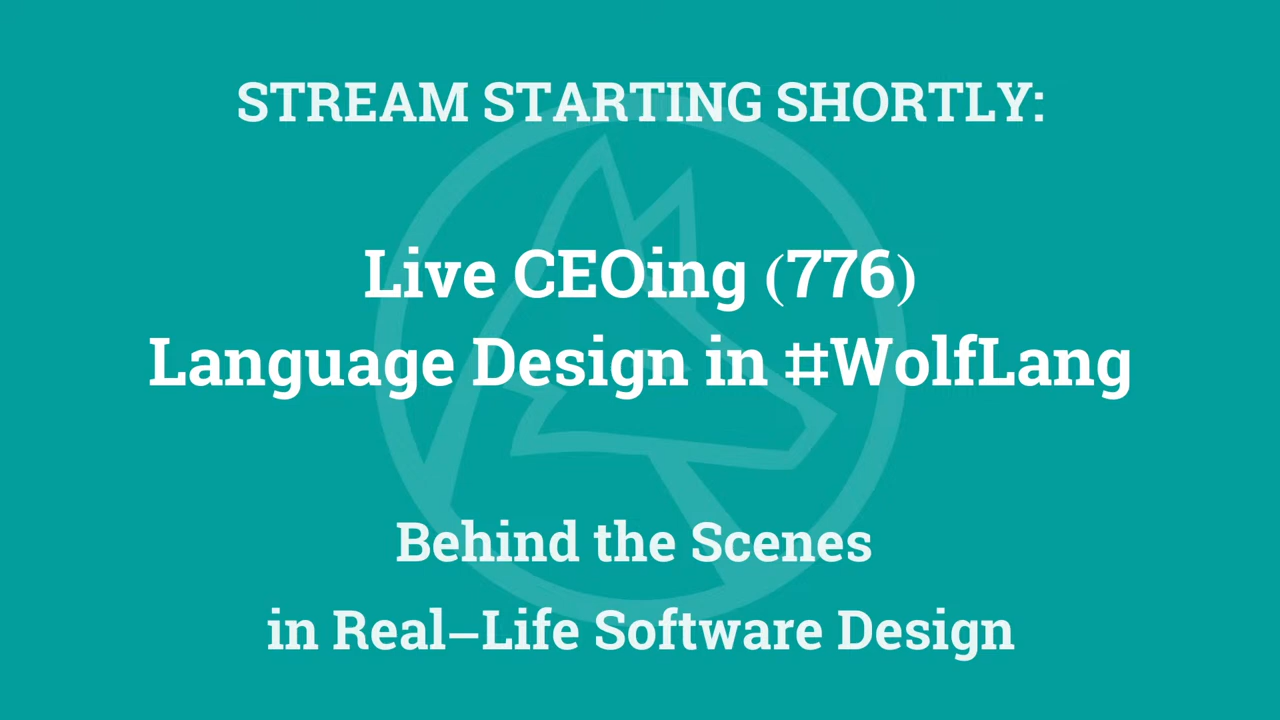 STREAM STARTING SHORTLY:
Live CEOing (776)
Language Design in #WolfLang
Behind the Scenes
in Real–Life Software Design